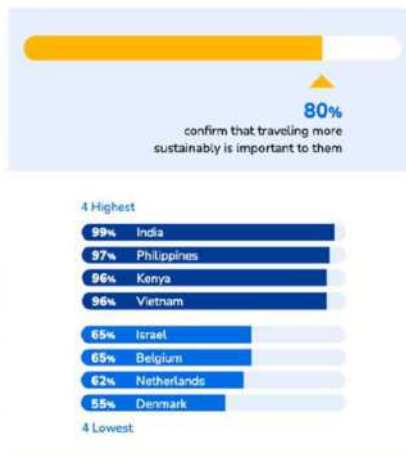 80%
confirm that traveling more
sustainably is important to them
4 Highest
99% India
97% Philippines
96% Kenya
96% Vietnam
65% Israel
65% Belgium
62% Netherlands
55% Denmark
4 Lowest